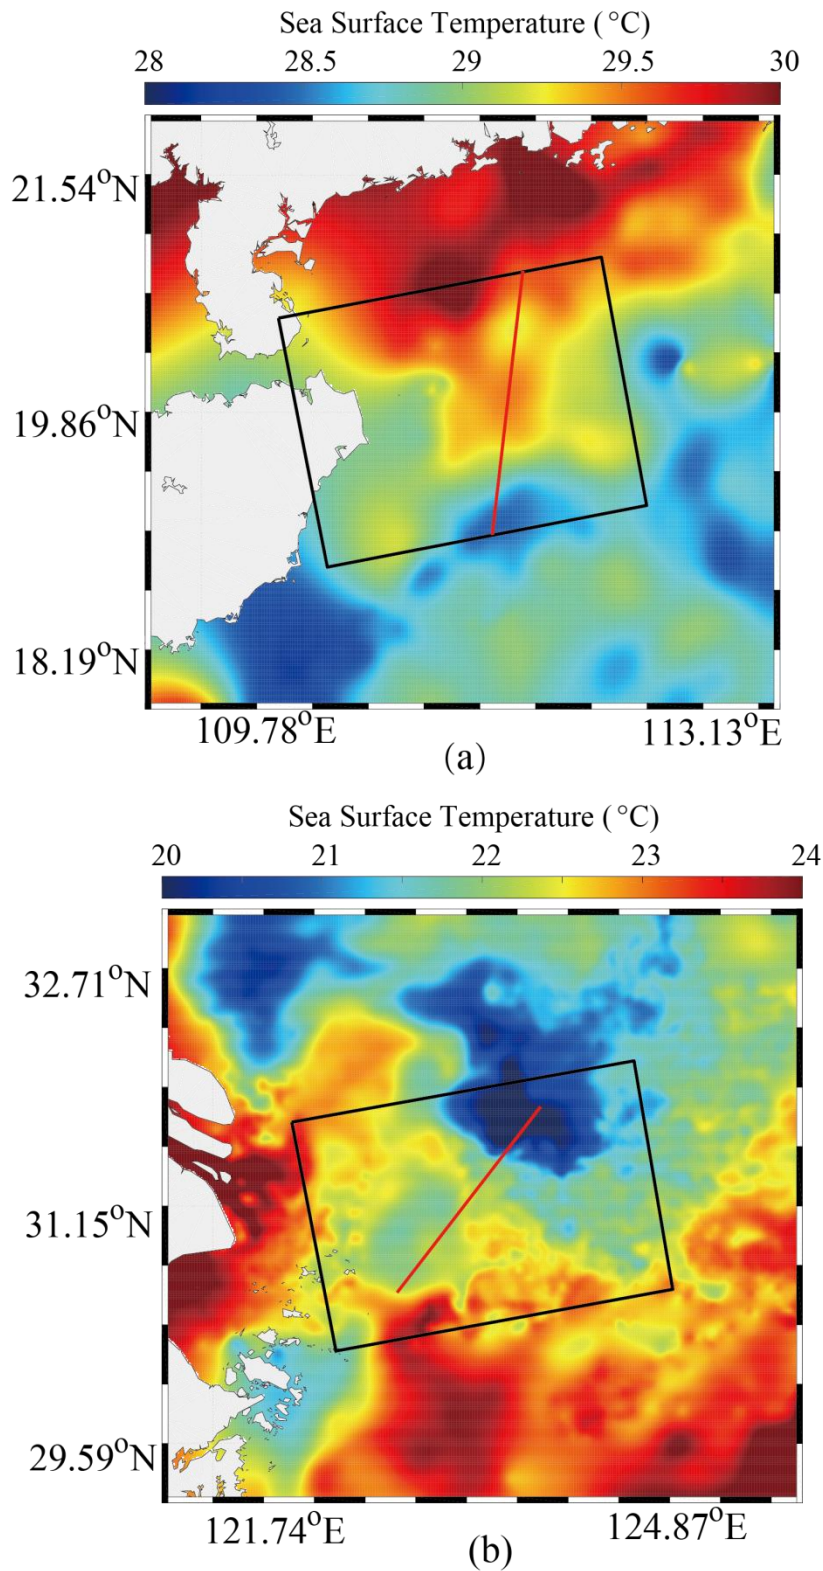 Sea Surface Temperature (°C)
28 28.5 29 29.5 30
21.54°N
19.86°N
18.19°N
109.78°E 113.13°E
(a)
Sea Surface Temperature (°C)
20 21 22 23 24
32.71°N
31.15°N
29.59°N
121.74°E 124.87°E
(b)